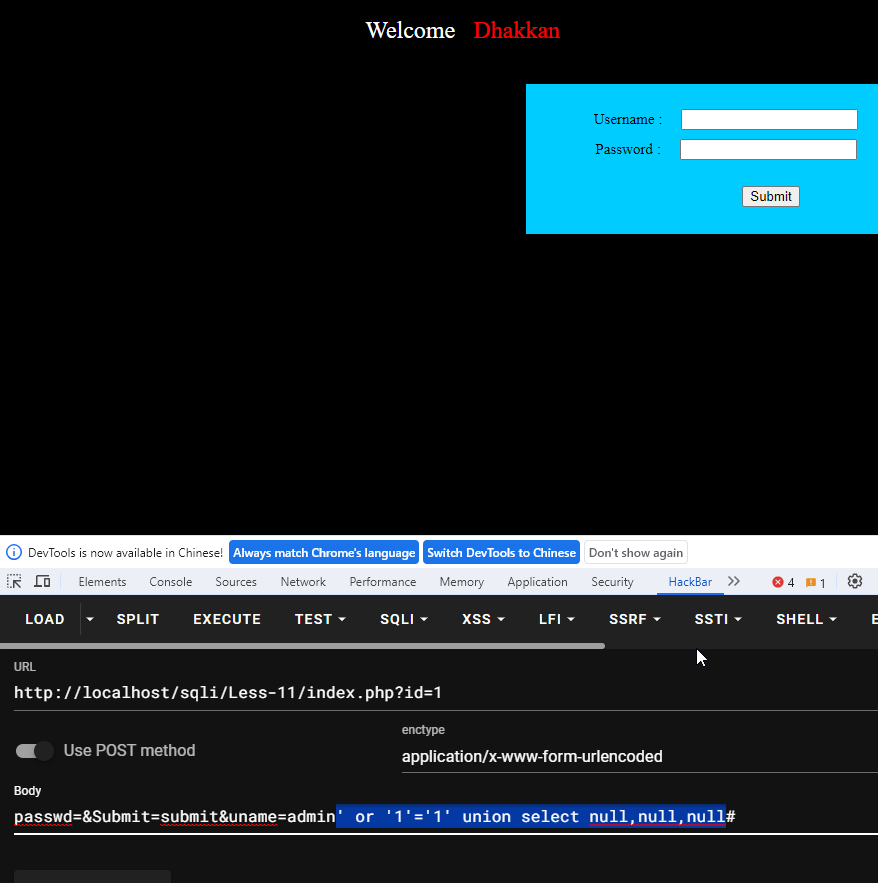 Welcome Dhakkan
Username :
Password :
Submit
DevTools is now available in Chinese! Always match Chrome's language Switch DevTools to Chinese Don't show again
Elements Console Sources Network Performance Memory Application Security HackBar 4 1
LOAD SPLIT EXECUTE TEST SQLI XSS LFI SSRF SSTI SHELL E
URL
http://localhost/sqli/Less-11/index.php?id=1
enctype
Use POST method
application/x-www-form-urlencoded
Body
passwd=&Submit=submit&uname=admin' or '1'='1' union select null,null,null#